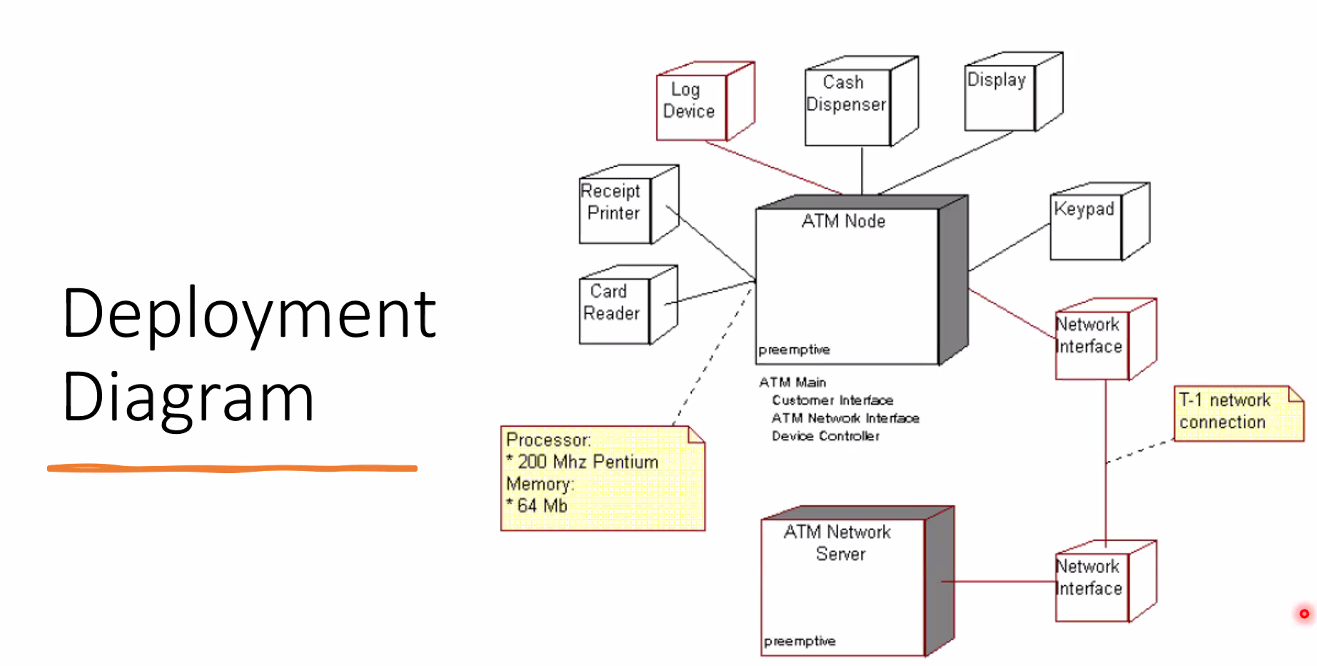 Deployment
Diagram
Log
Device
Cash
Dispenser
Display
Receipt
Printer
ATM Node
Keypad
Card
Reader
Network
Interface
preemptive
ATM Main
Customer Interface
ATM Network Interface
Device Controller
T-1 network
connection
Processor:
* 200 Mhz Pentium
Memory:
* 64 Mb
ATM Network
Server
Network
Interface
preemptive